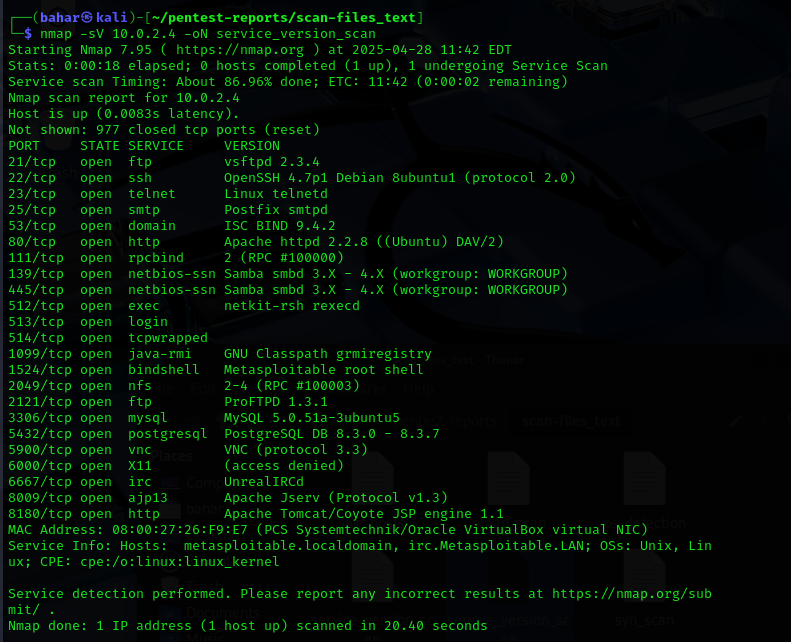 ┌──(bahar㉿kali)-[~/pentest-reports/scan-files_text]
└─$ nmap -sV 10.0.2.4 -oN service_version_scan
Starting Nmap 7.95 ( https://nmap.org ) at 2025-04-28 11:42 EDT
Stats: 0:00:18 elapsed; 0 hosts completed (1 up), 1 undergoing Service Scan
Service scan Timing: About 86.96% done; ETC: 11:42 (0:00:02 remaining)
Nmap scan report for 10.0.2.4
Host is up (0.0083s latency).
Not shown: 977 closed tcp ports (reset)
PORT     STATE SERVICE     VERSION
21/tcp   open  ftp         vsftpd 2.3.4
22/tcp   open  ssh         OpenSSH 4.7p1 Debian 8ubuntu1 (protocol 2.0)
23/tcp   open  telnet      Linux telnetd
25/tcp   open  smtp        Postfix smtpd
53/tcp   open  domain      ISC BIND 9.4.2
80/tcp   open  http        Apache httpd 2.2.8 ((Ubuntu) DAV/2)
111/tcp  open  rpcbind     2 (RPC #100000)
139/tcp  open  netbios-ssn Samba smbd 3.X - 4.X (workgroup: WORKGROUP)
445/tcp  open  netbios-ssn Samba smbd 3.X - 4.X (workgroup: WORKGROUP)
512/tcp  open  exec        netkit-rsh rexecd
513/tcp  open  login
514/tcp  open  tcpwrapped
1099/tcp open  java-rmi    GNU Classpath grmiregistry
1524/tcp open  bindshell   Metasploitable root shell
2049/tcp open  nfs         2-4 (RPC #100003)
2121/tcp open  ftp         ProFTPD 1.3.1
3306/tcp open  mysql       MySQL 5.0.51a-3ubuntu5
5432/tcp open  postgresql  PostgreSQL DB 8.3.0 - 8.3.7
5900/tcp open  vnc         VNC (protocol 3.3)
6000/tcp open  X11         (access denied)
6667/tcp open  irc         UnrealIRCd
8009/tcp open  ajp13       Apache Jserv (Protocol v1.3)
8180/tcp open  http        Apache Tomcat/Coyote JSP engine 1.1
MAC Address: 08:00:27:26:F9:E7 (PCS Systemtechnik/Oracle VirtualBox virtual NIC)
Service Info: Hosts:  metasploitable.localdomain, irc.Metasploitable.LAN; OSs: Unix, Lin
ux; CPE: cpe:/o:linux:linux_kernel

Service detection performed. Please report any incorrect results at https://nmap.org/sub
mit/ .
Nmap done: 1 IP address (1 host up) scanned in 20.40 seconds